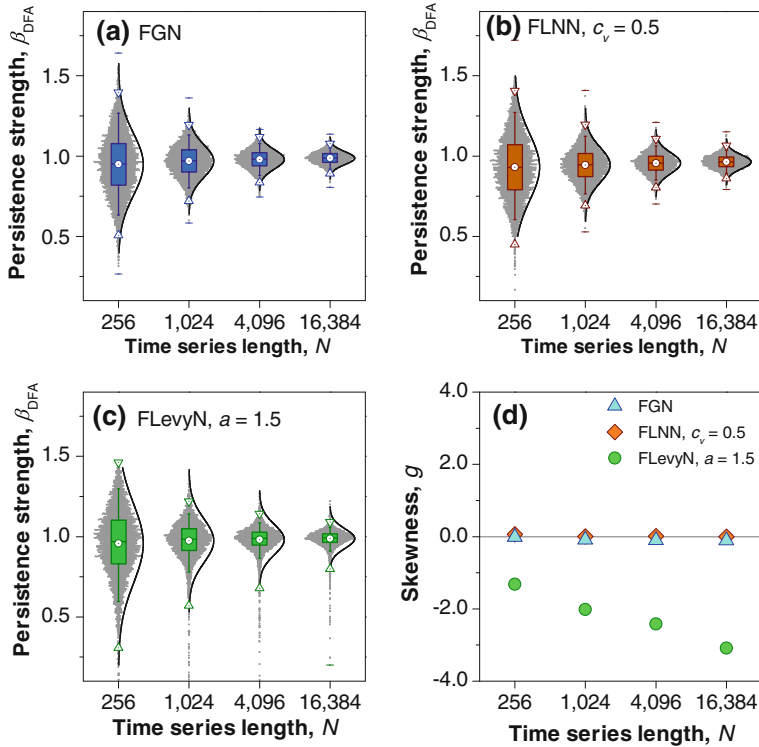 (a) FGN
Persistence strength, βDFA
1.5
1.0
0.5
256 1,024 4,096 16,384
Time series length, N
(b) FLNN, cv = 0.5
Persistence strength, βDFA
1.5
1.0
0.5
256 1,024 4,096 16,384
Time series length, N
(c) FLevyN, a = 1.5
Persistence strength, βDFA
1.5
1.0
0.5
256 1,024 4,096 16,384
Time series length, N
(d)
FGN
FLNN, cv = 0.5
FLevyN, a = 1.5
Skewness, g
4.0
2.0
0.0
-2.0
-4.0
256 1,024 4,096 16,384
Time series length, N